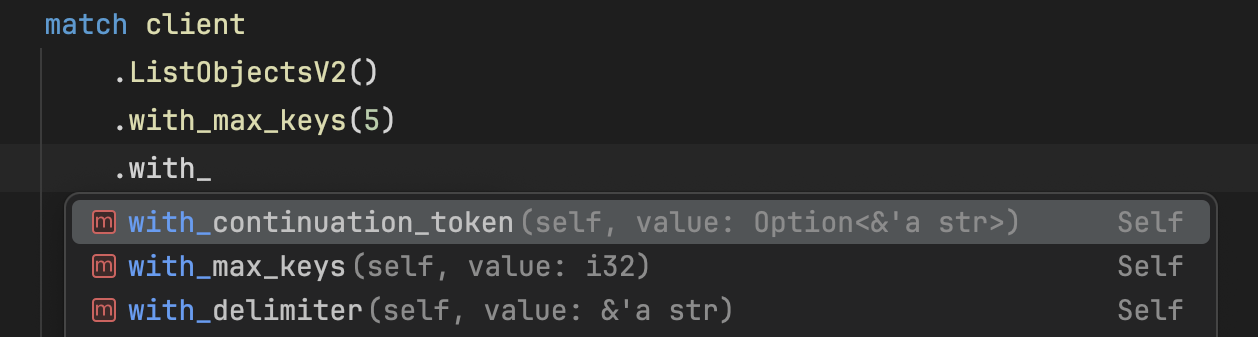 match client
.ListObjectsV2()
.with_max_keys(5)
.with_
m with_continuation_token(self, value: Option<&'a str>) Self
m with_max_keys(self, value: i32) Self
m with_delimiter(self, value: &'a str) Self